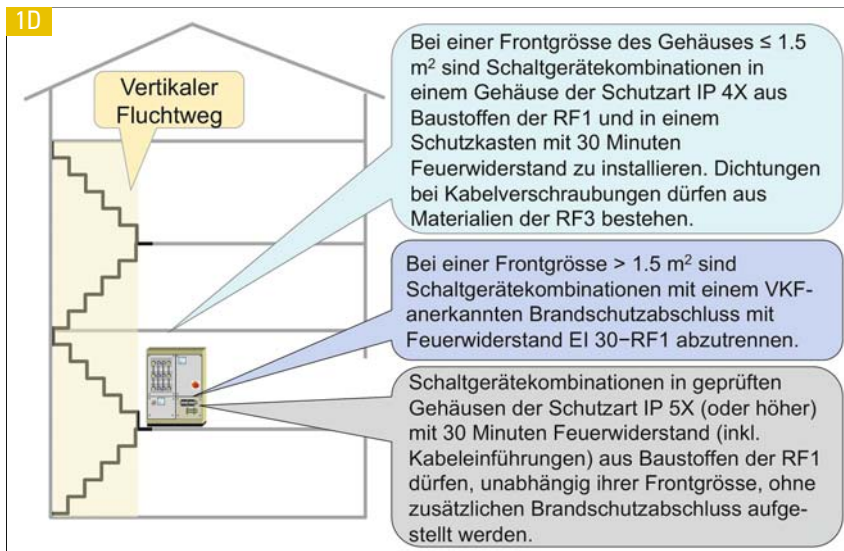 1D
Vertikaler
Fluchtweg
Bei einer Frontgrösse des Gehäuses ≤ 1.5
m² sind Schaltgerätekombinationen in
einem Gehäuse der Schutzart IP 4X aus
Baustoffen der RF1 und in einem
Schutzkasten mit 30 Minuten
Feuerwiderstand zu installieren. Dichtungen
bei Kabelverschraubungen dürfen aus
Materialien der RF3 bestehen.
Bei einer Frontgrösse > 1.5 m² sind
Schaltgerätekombinationen mit einem VKF-
anerkannten Brandschutzabschluss mit
Feuerwiderstand EI 30−RF1 abzutrennen.
Schaltgerätekombinationen in geprüften
Gehäusen der Schutzart IP 5X (oder höher)
mit 30 Minuten Feuerwiderstand (inkl.
Kabeleinführungen) aus Baustoffen der RF1
dürfen, unabhängig ihrer Frontgrösse, ohne
zusätzlichen Brandschutzabschluss aufge-
stellt werden.